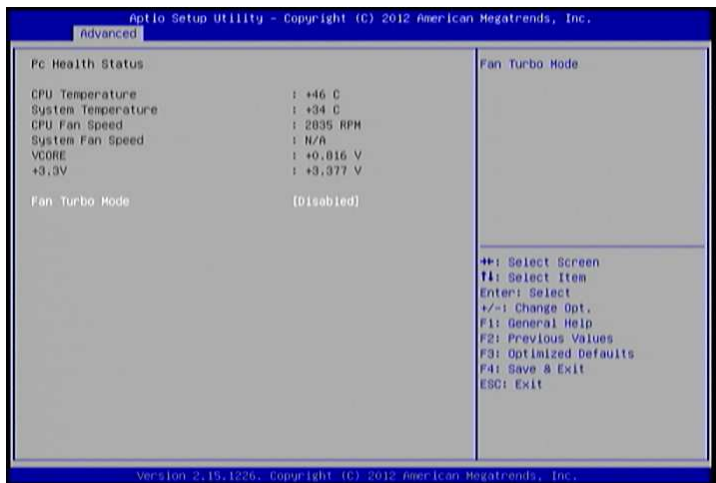 Aptio Setup Utility - Copyright (C) 2012 American Megatrends, Inc.
Advanced
Pc Health Status
CPU Temperature : +46 C
System Temperature : +34 C
CPU Fan Speed : 2835 RPM
System Fan Speed : N/A
VCORE : +0.816 V
+3.3V : +3.377 V
Fan Turbo Mode [Disabled]
Fan Turbo Mode
↔: Select Screen
↑↓: Select Item
Enter: Select
+/-: Change Opt.
F1: General Help
F2: Previous Values
F3: Optimized Defaults
F4: Save & Exit
ESC: Exit
Version 2.15.1226. Copyright (C) 2012 American Megatrends, Inc.